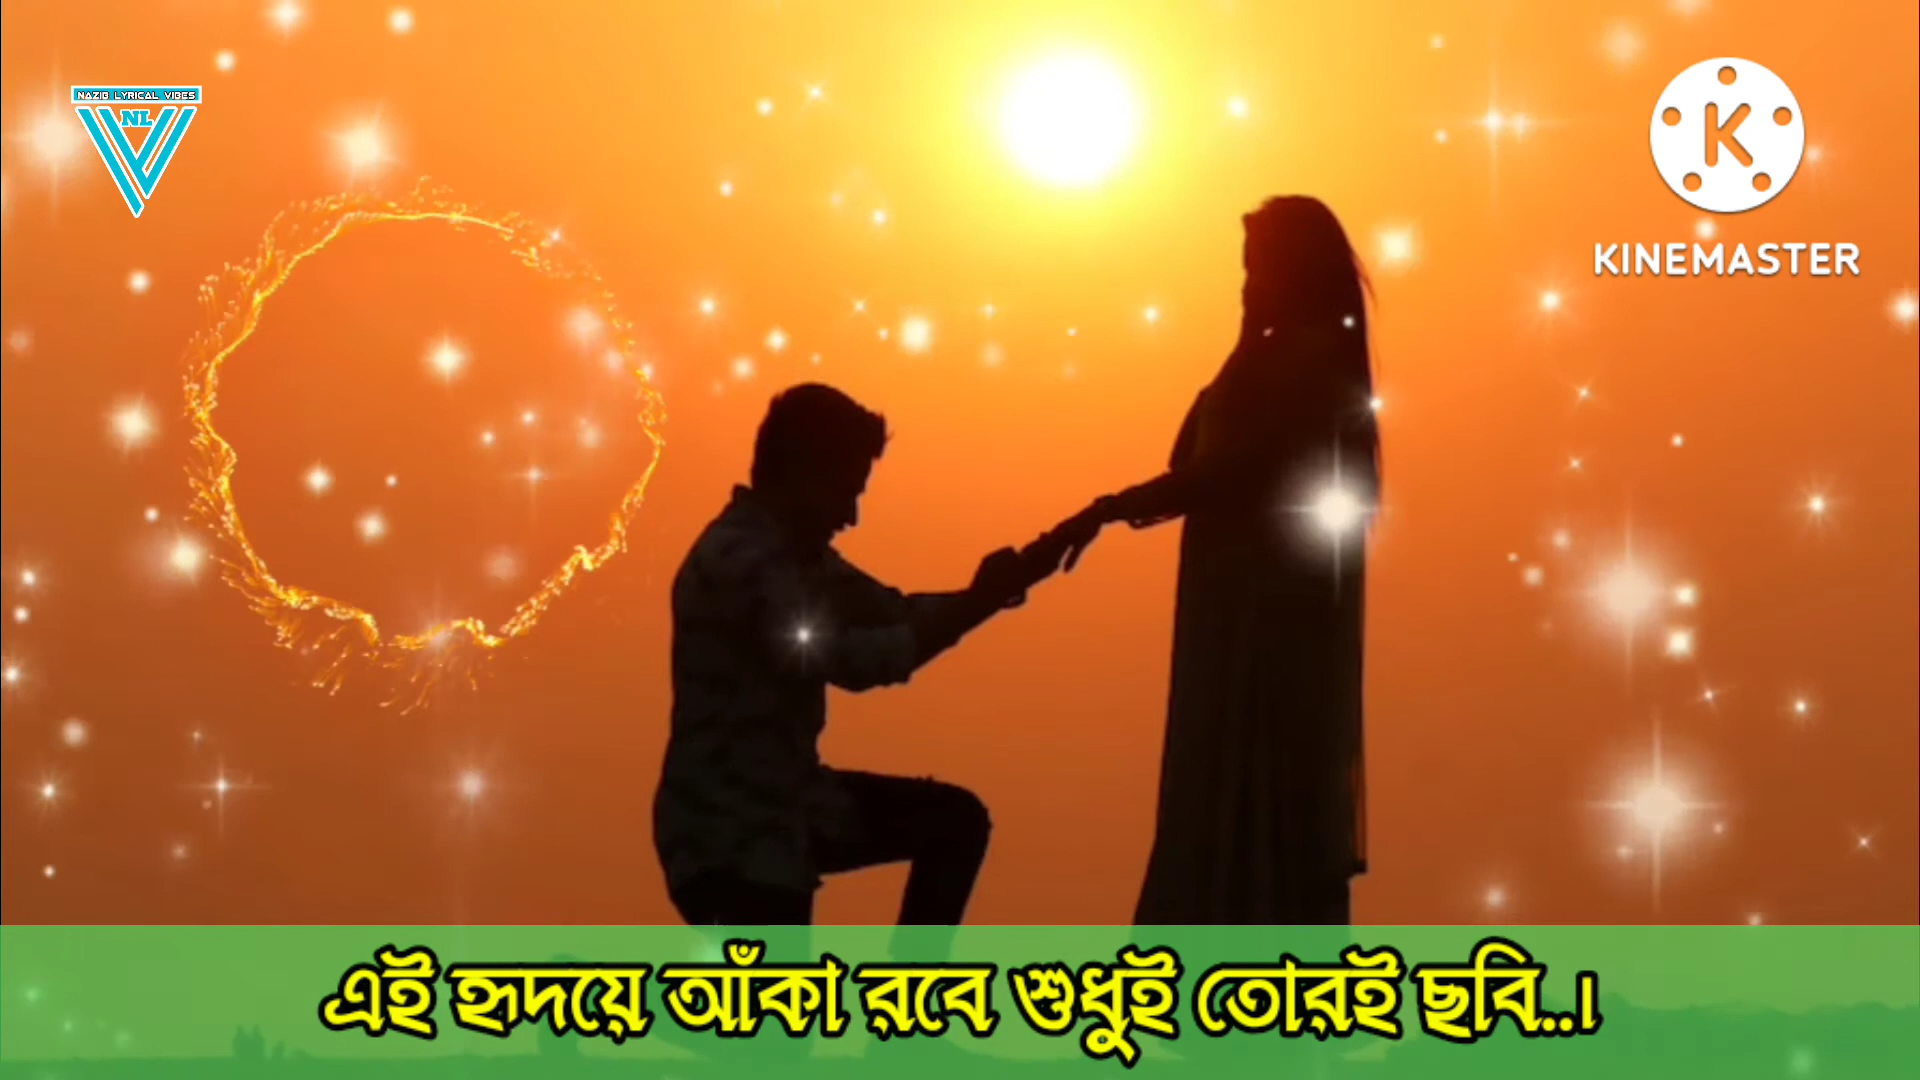 NAZIB LYRICAL VIBES
NL
K
KINEMASTER
এই হৃদয়ে আঁকা রবে শুধুই তোরই ছবি..।